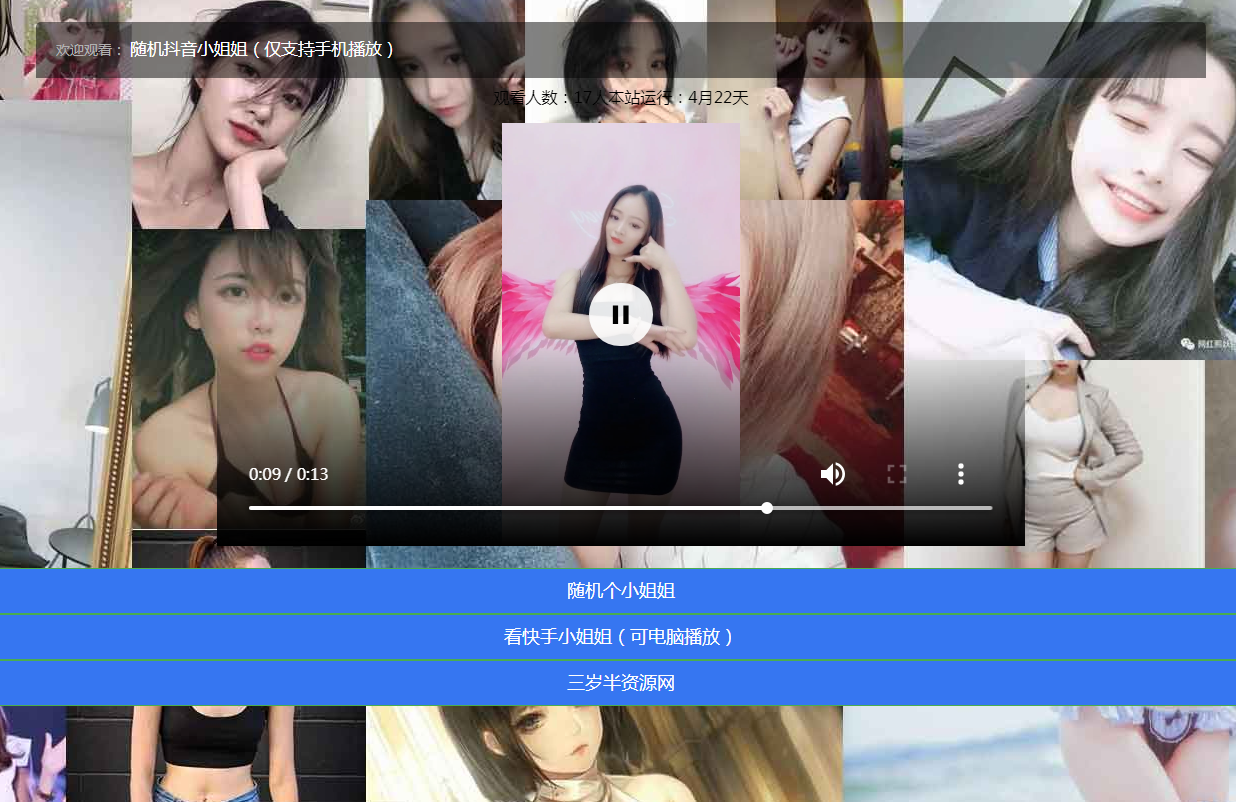 欢迎观看：随机抖音小姐姐（仅支持手机播放）
观看人数：17人本站运行：4月22天
0:09 / 0:13
随机个小姐姐
看快手小姐姐（可电脑播放）
三岁半资源网